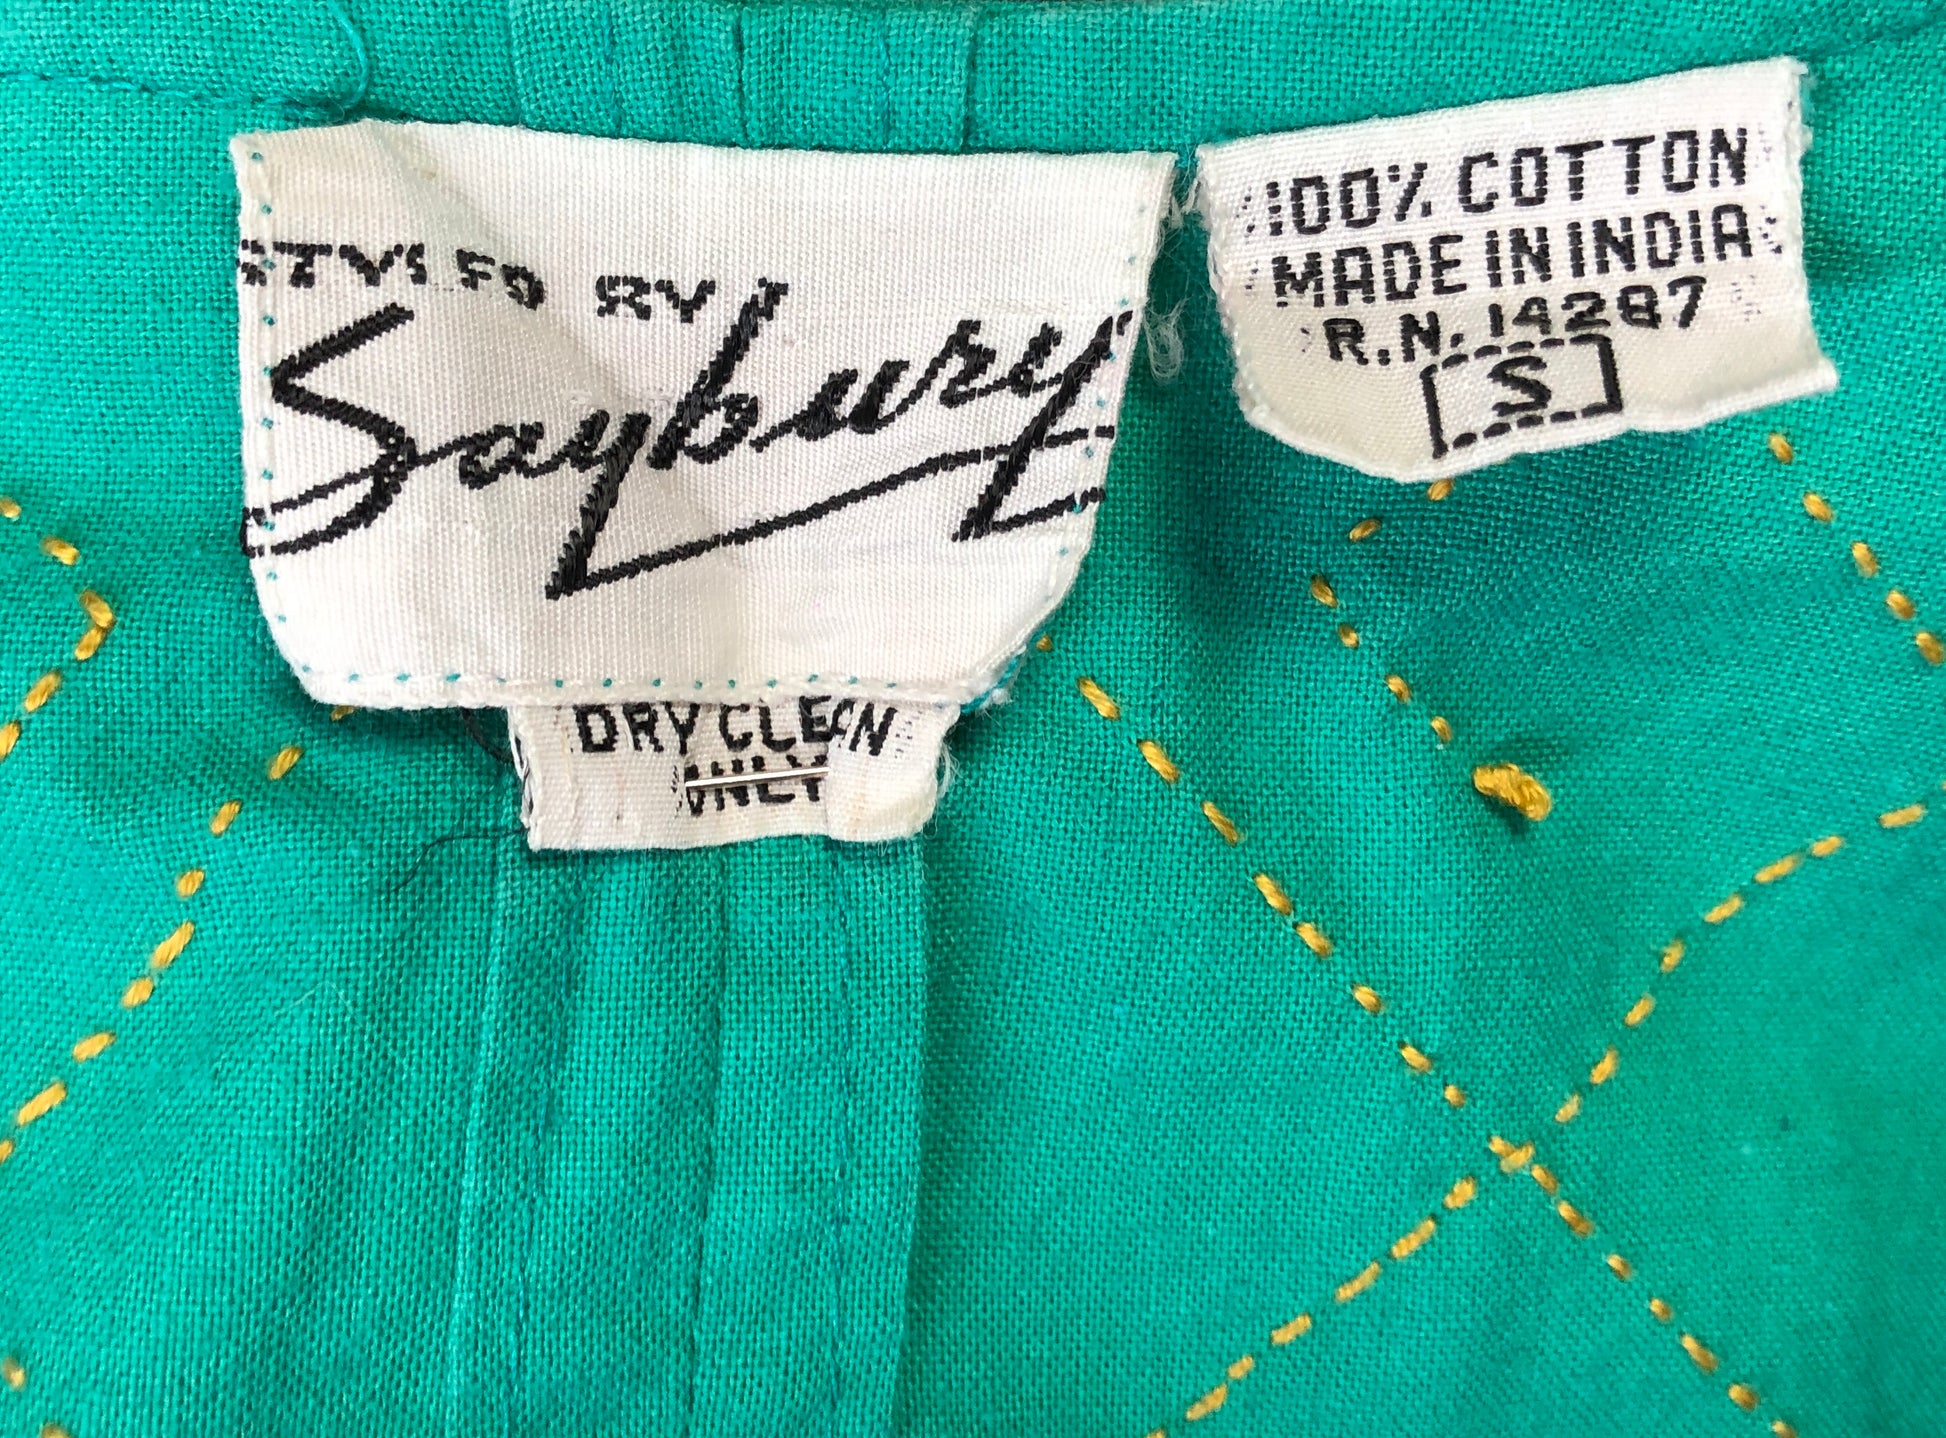 STYLED BY
Saybury
DRY CLEAN
ONLY
100% COTTON
MADE IN INDIA
R.N. 14287
S